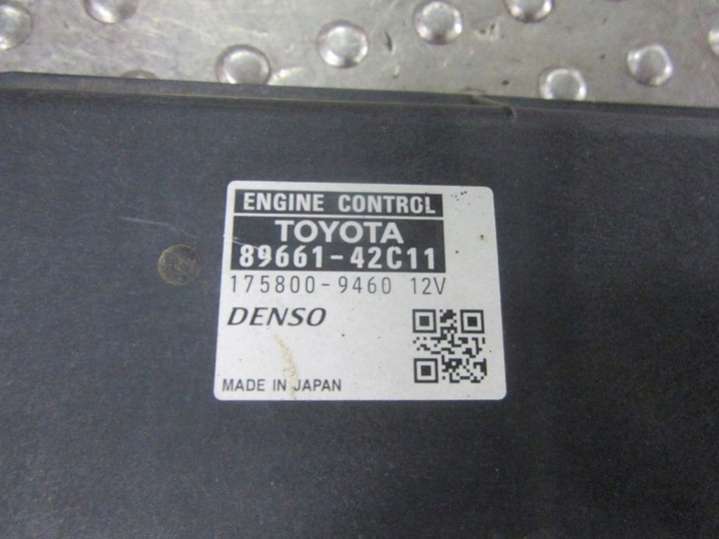 ENGINE CONTROL
TOYOTA
89661-42C11
175800-9460 12V
DENSO
MADE IN JAPAN